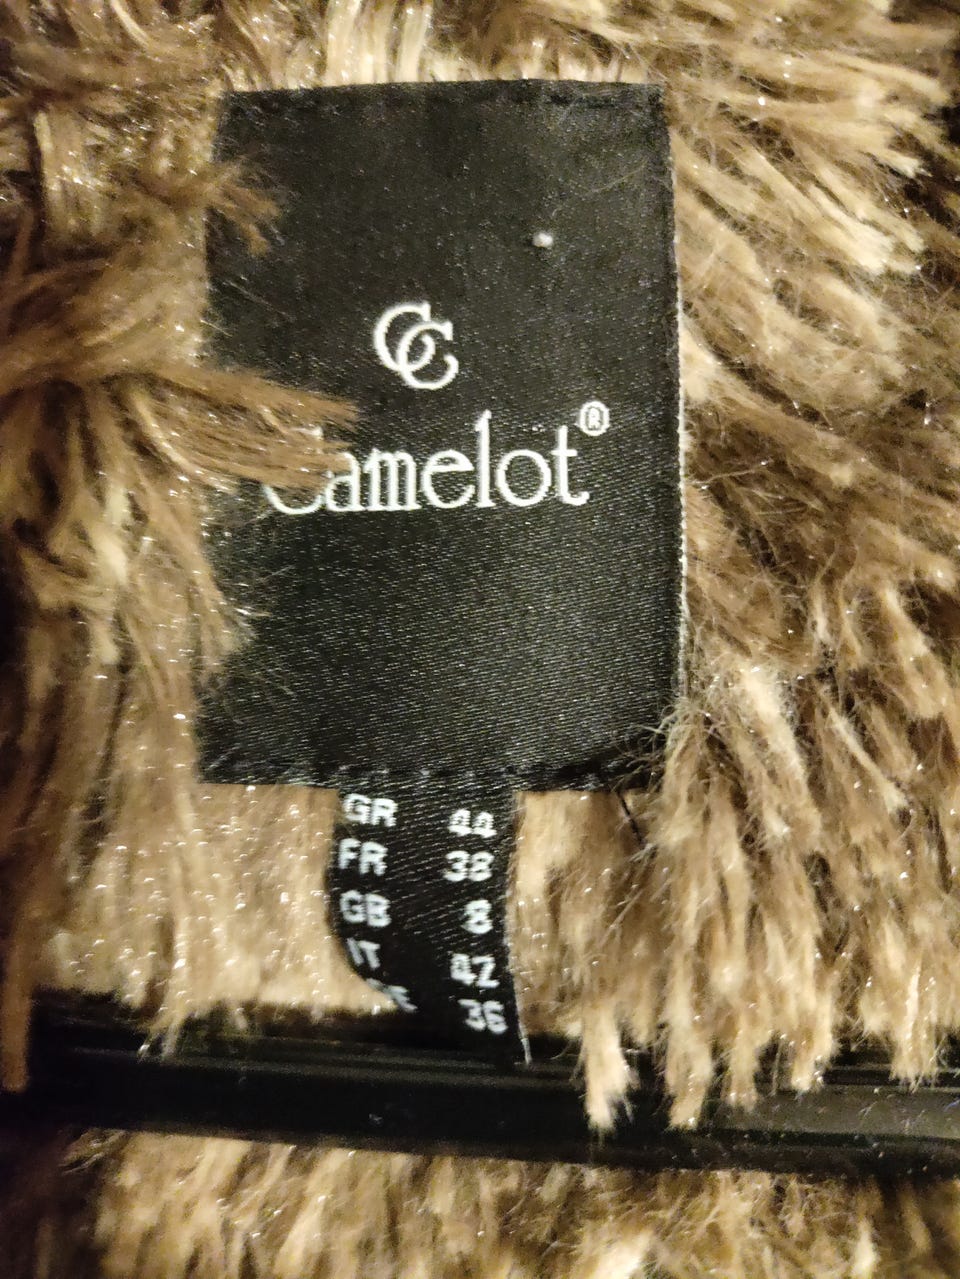 CC
Camelot®
GR 44
FR 38
GB 8
IT 42
36